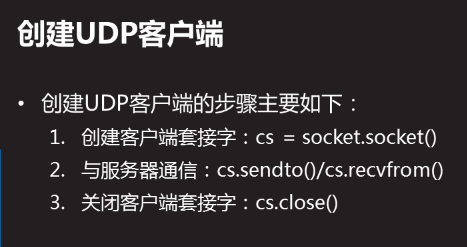 创建UDP客户端
• 创建UDP客户端的步骤主要如下：
1. 创建客户端套接字：cs = socket.socket()
2. 与服务器通信：cs.sendto()/cs.recvfrom()
3. 关闭客户端套接字：cs.close()